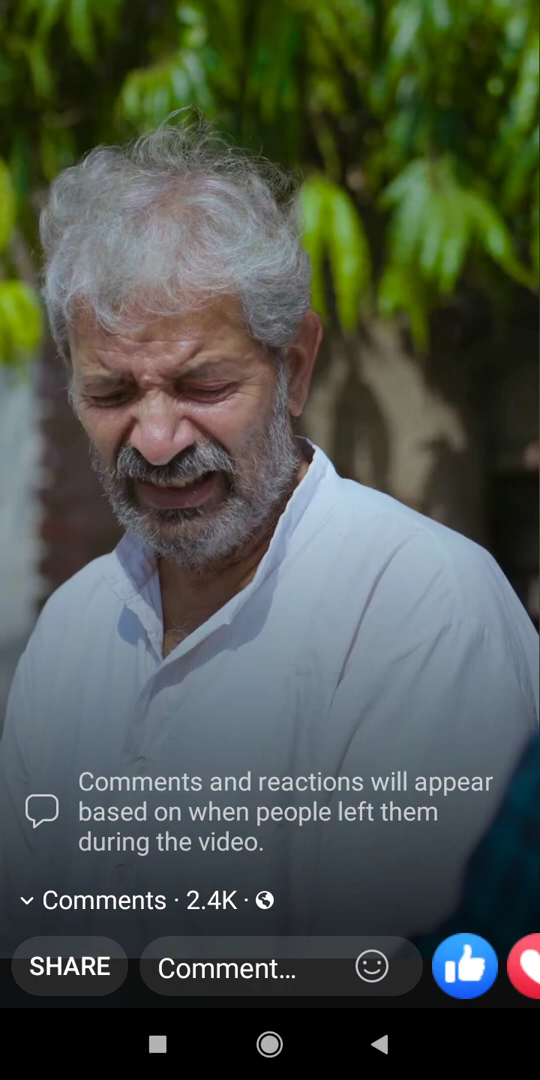 Comments and reactions will appear
based on when people left them
during the video.
Comments · 2.4K ·
SHARE
Comment...